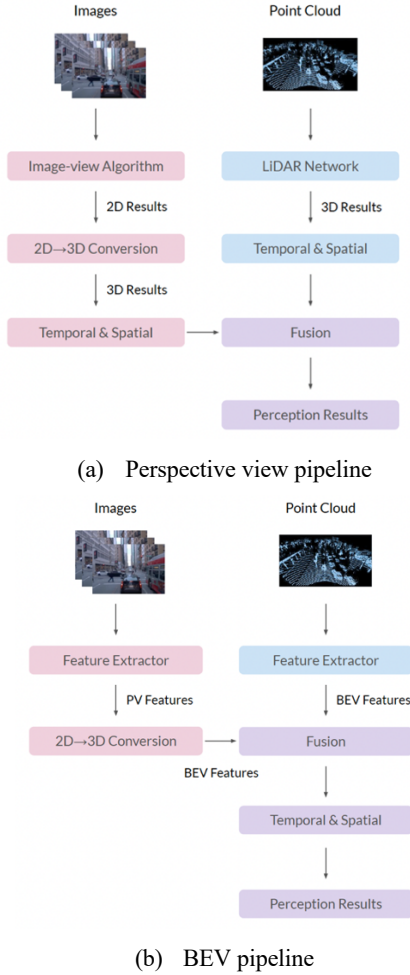 Images
Point Cloud
Image-view Algorithm
LiDAR Network
2D Results
3D Results
2D→3D Conversion
Temporal & Spatial
3D Results
Temporal & Spatial
Fusion
Perception Results
(a) Perspective view pipeline
Images
Point Cloud
Feature Extractor
Feature Extractor
PV Features
BEV Features
2D→3D Conversion
Fusion
BEV Features
Temporal & Spatial
Perception Results
(b) BEV pipeline